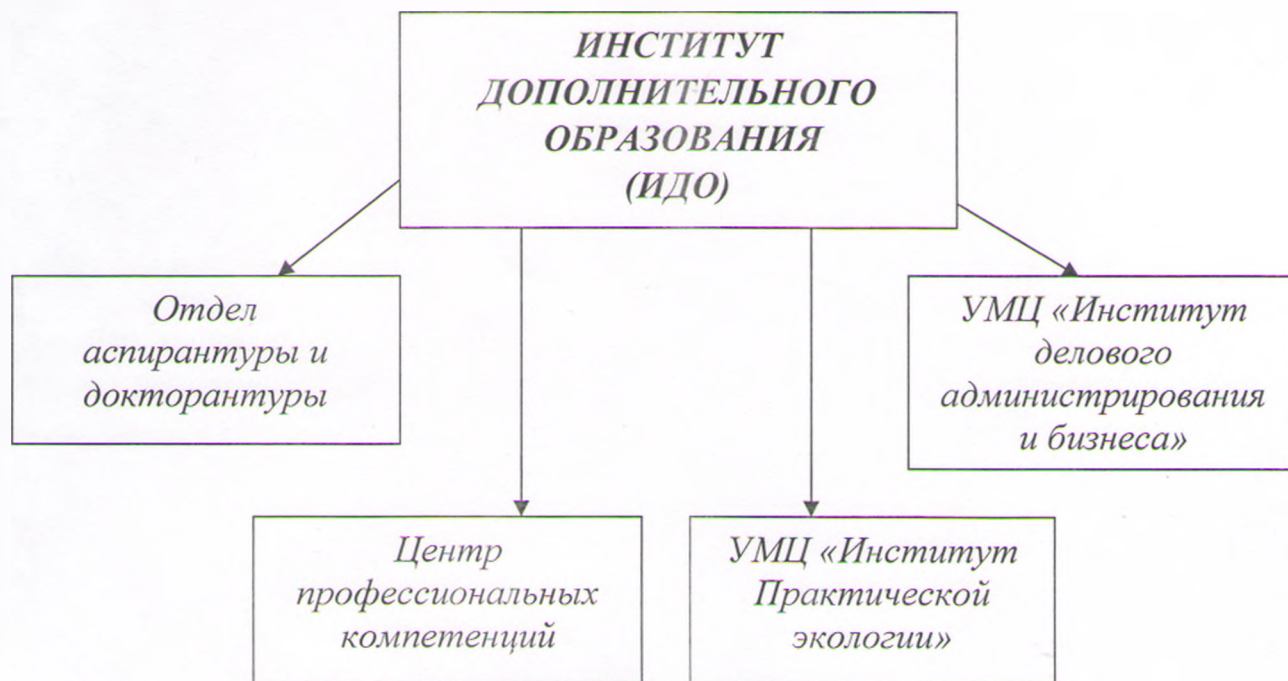 ИНСТИТУТ
ДОПОЛНИТЕЛЬНОГО
ОБРАЗОВАНИЯ
(ИДО)
Отдел
аспирантуры и
докторантуры
УМЦ «Институт
делового
администрирования
и бизнеса»
Центр
профессиональных
компетенций
УМЦ «Институт
Практической
экологии»